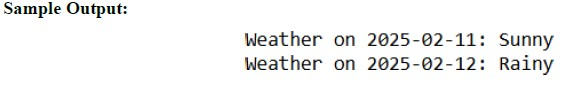 Sample Output:
Weather on 2025-02-11: Sunny
Weather on 2025-02-12: Rainy